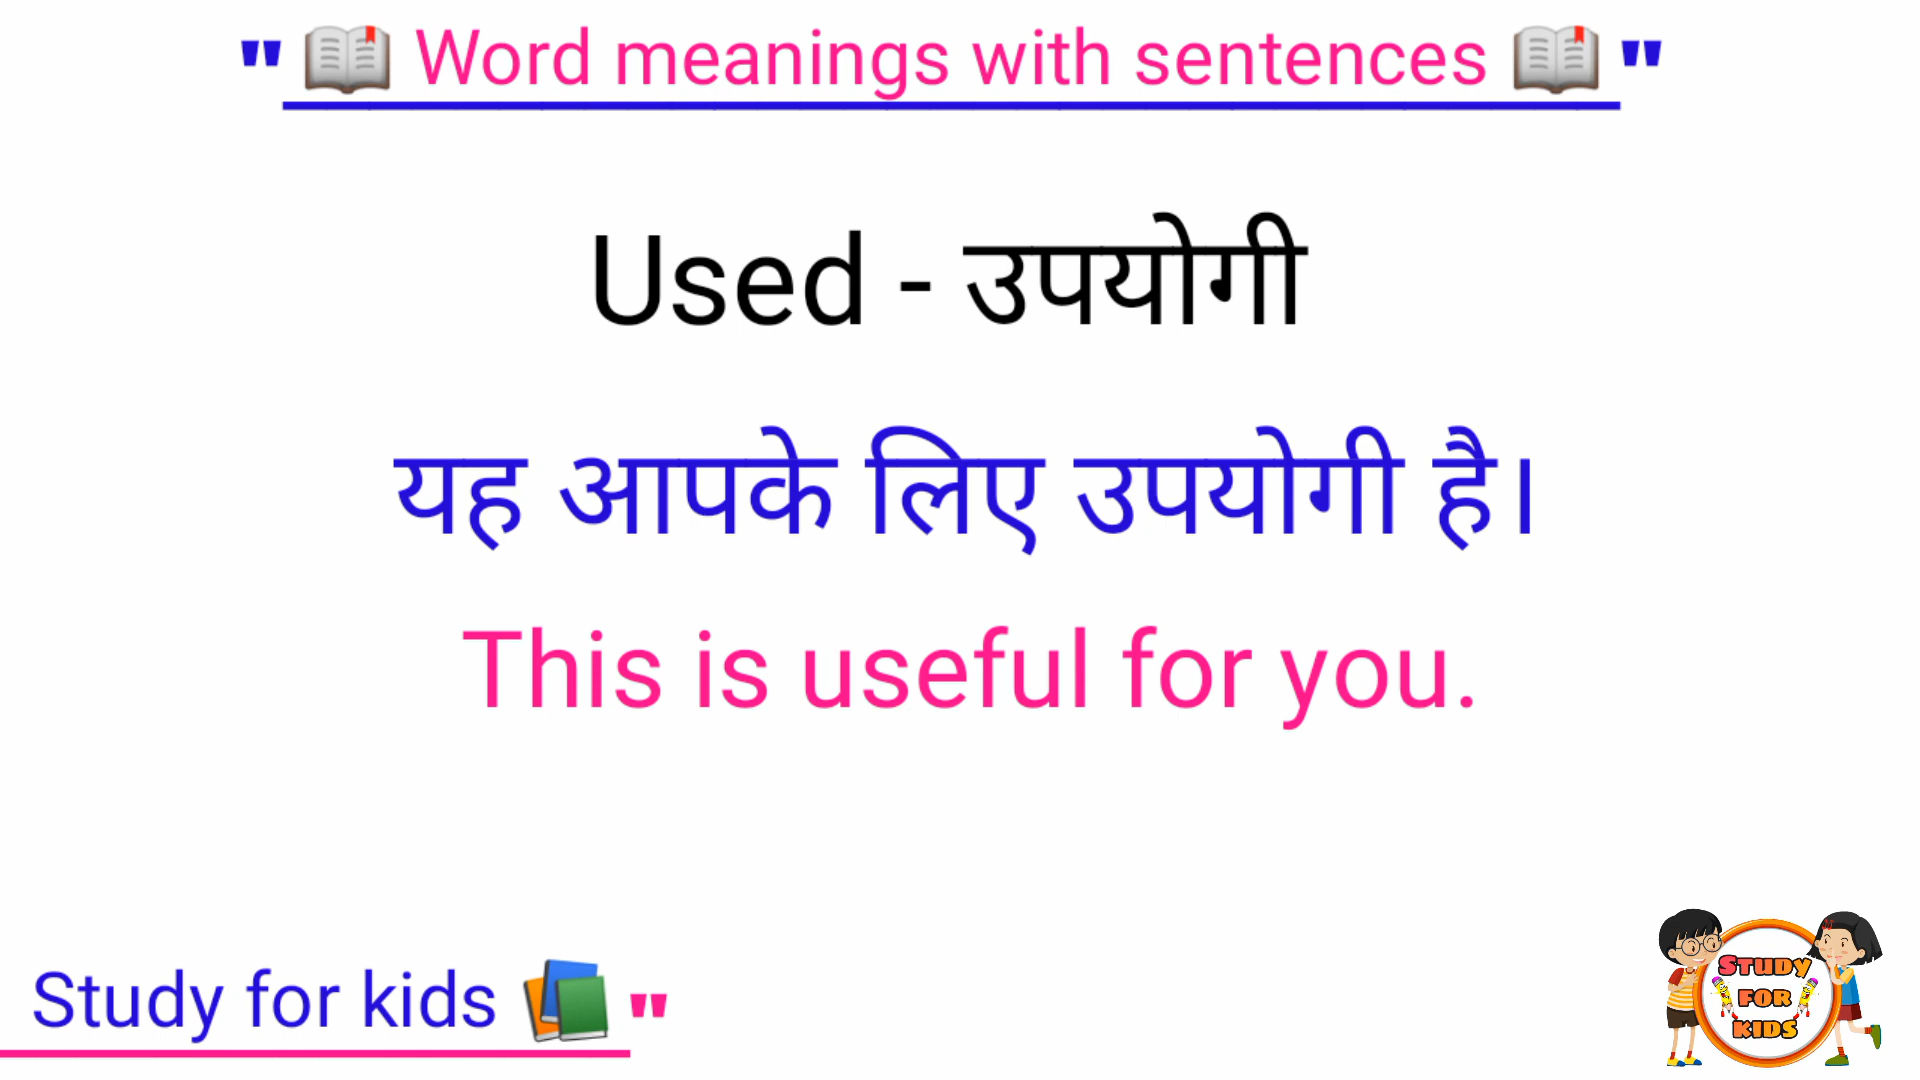 " 📖 Word meanings with sentences 📖 "
Used - उपयोगी
यह आपके लिए उपयोगी है।
This is useful for you.
Study for kids 📚 "
STUDY
FOR
KIDS